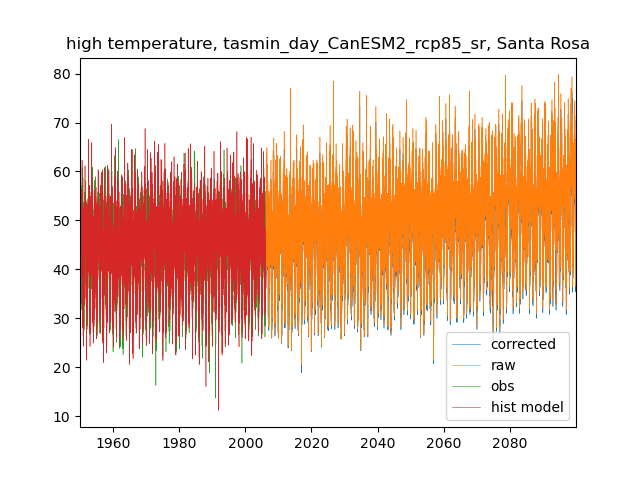 high temperature, tasmin_day_CanESM2_rcp85_sr, Santa Rosa
80
70
60
50
40
30
20
10
1960 1980 2000 2020 2040 2060 2080
corrected
raw
obs
hist model